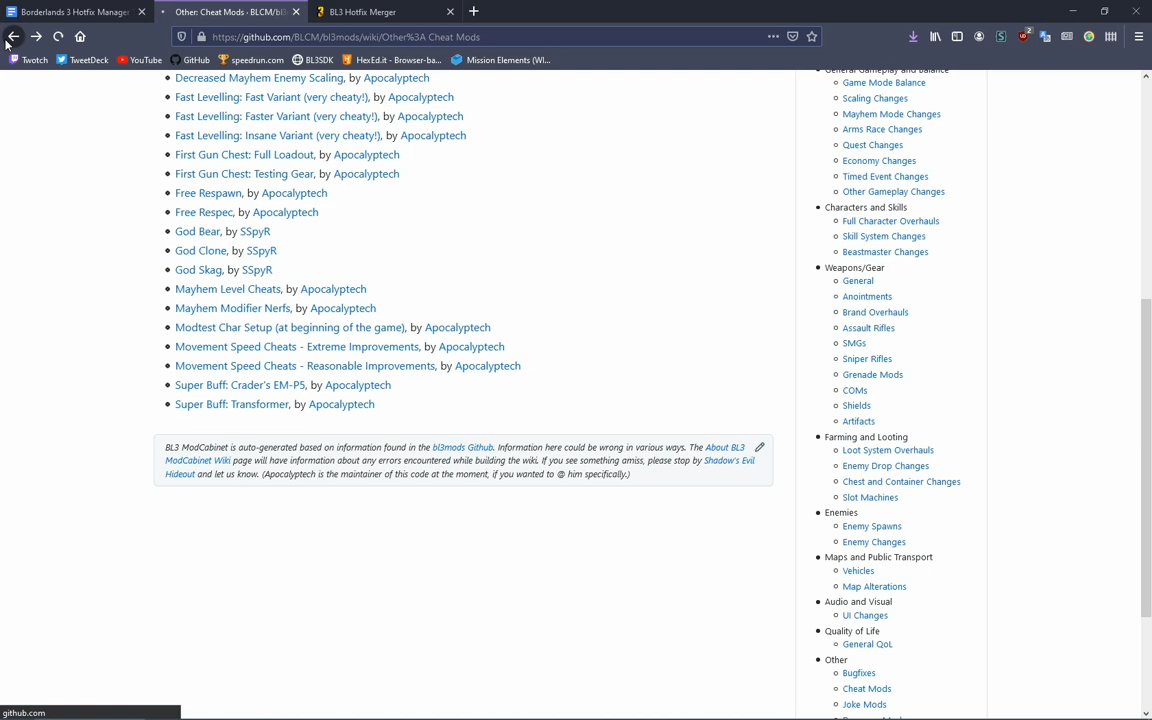 Borderlands 3 Hotfix Manager
Other: Cheat Mods · BLCM/bl3
BL3 Hotfix Merger
https://github.com/BLCM/bl3mods/wiki/Other%3A Cheat Mods
2
Twotch
TweetDeck
YouTube
GitHub
speedrun.com
BL3SDK
HexEd.it - Browser-ba...
Mission Elements (WI...
Decreased Mayhem Enemy Scaling, by Apocalyptech
Fast Levelling: Fast Variant (very cheaty!), by Apocalyptech
Fast Levelling: Faster Variant (very cheaty!), by Apocalyptech
Fast Levelling: Insane Variant (very cheaty!), by Apocalyptech
First Gun Chest: Full Loadout, by Apocalyptech
First Gun Chest: Testing Gear, by Apocalyptech
Free Respawn, by Apocalyptech
Free Respec, by Apocalyptech
God Bear, by SSpyR
God Clone, by SSpyR
God Skag, by SSpyR
Mayhem Level Cheats, by Apocalyptech
Mayhem Modifier Nerfs, by Apocalyptech
Modtest Char Setup (at beginning of the game), by Apocalyptech
Movement Speed Cheats - Extreme Improvements, by Apocalyptech
Movement Speed Cheats - Reasonable Improvements, by Apocalyptech
Super Buff: Crader's EM-P5, by Apocalyptech
Super Buff: Transformer, by Apocalyptech
BL3 ModCabinet is auto-generated based on information found in the bl3mods Github. Information here could be wrong in various ways. The About BL3
ModCabinet Wiki page will have information about any errors encountered while building the wiki. If you see something amiss, please stop by Shadow's Evil
Hideout and let us know. (Apocalyptech is the maintainer of this code at the moment, if you wanted to @ him specifically.)
General Gameplay and Balance
Game Mode Balance
Scaling Changes
Mayhem Mode Changes
Arms Race Changes
Quest Changes
Economy Changes
Timed Event Changes
Other Gameplay Changes
Characters and Skills
Full Character Overhauls
Skill System Changes
Beastmaster Changes
Weapons/Gear
General
Anointments
Brand Overhauls
Assault Rifles
SMGs
Sniper Rifles
Grenade Mods
COMs
Shields
Artifacts
Farming and Looting
Loot System Overhauls
Enemy Drop Changes
Chest and Container Changes
Slot Machines
Enemies
Enemy Spawns
Enemy Changes
Maps and Public Transport
Vehicles
Map Alterations
Audio and Visual
UI Changes
Quality of Life
General QoL
Other
Bugfixes
Cheat Mods
Joke Mods
github.com